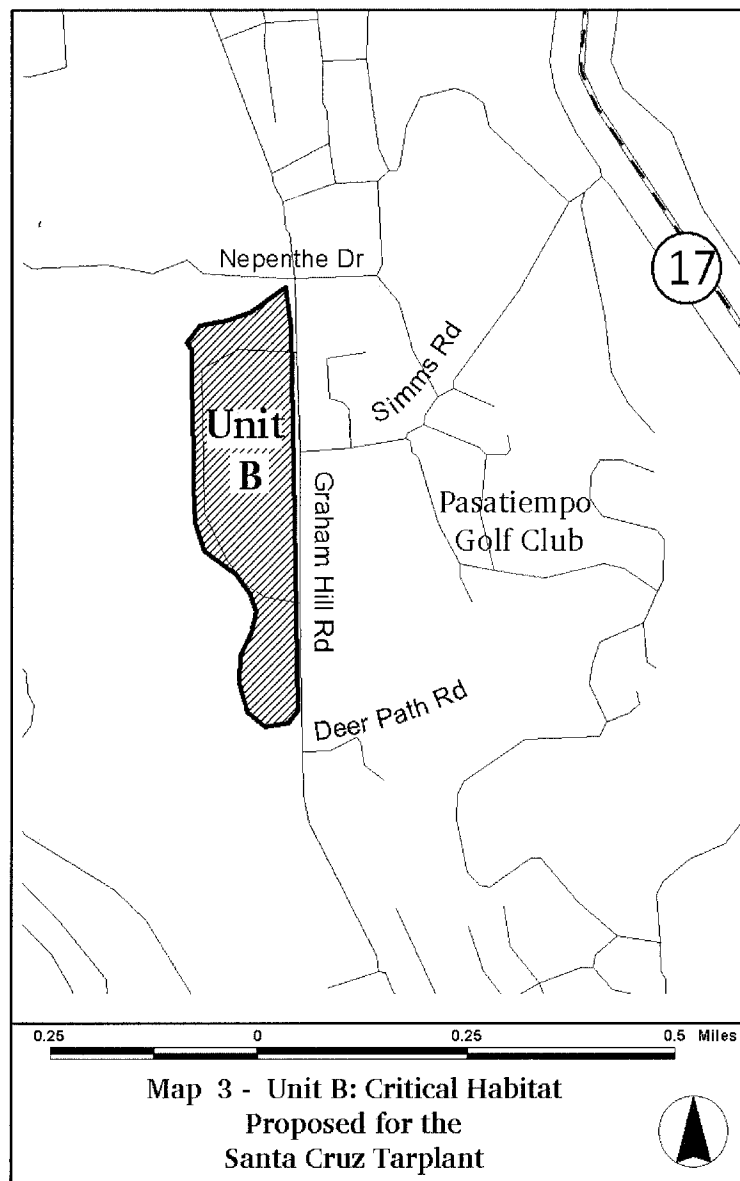 Nepenthe Dr
17
Simms Rd
Unit
B
Graham Hill Rd
Pasatiempo
Golf Club
Deer Path Rd
0.25 0 0.25 0.5 Miles
Map 3 - Unit B: Critical Habitat
Proposed for the
Santa Cruz Tarplant